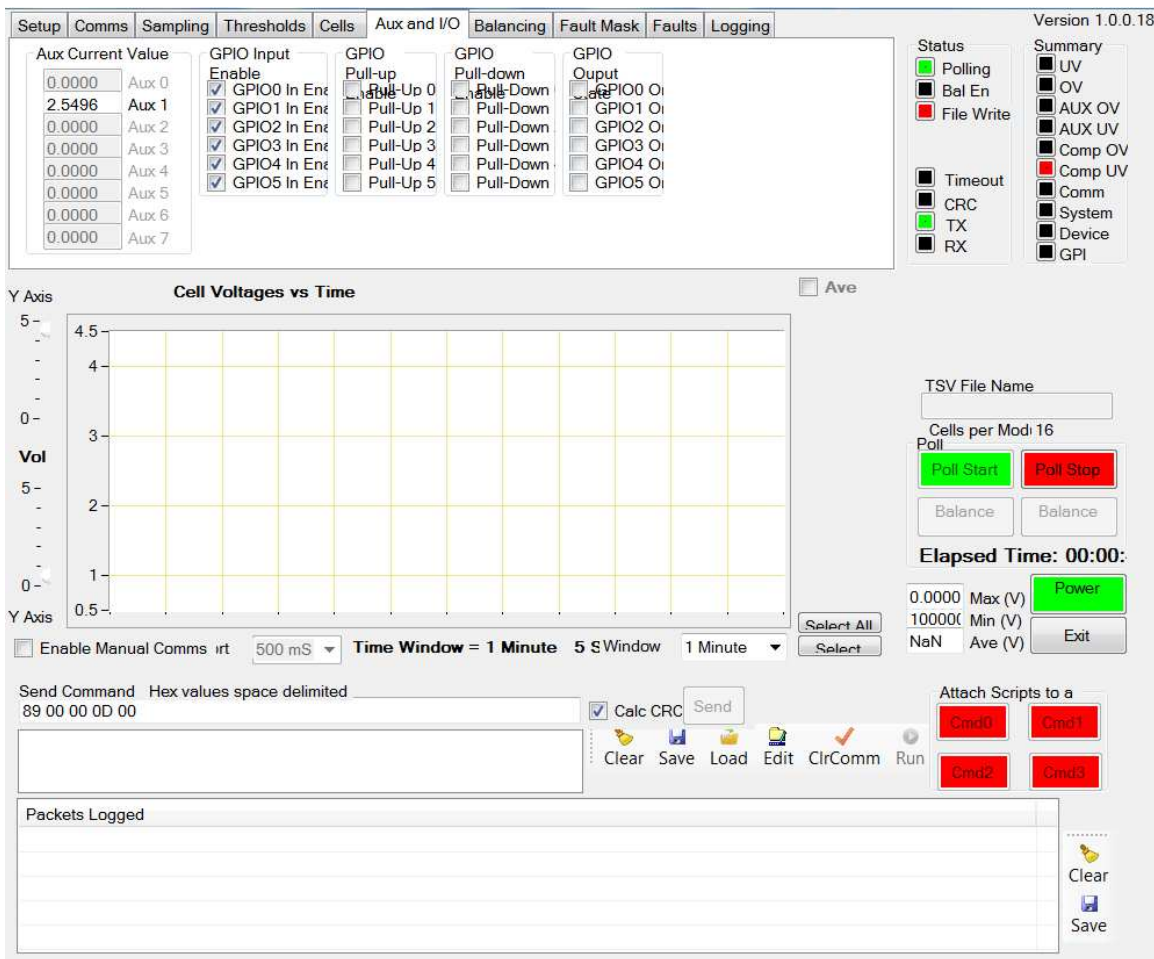 Setup Comms Sampling Thresholds Cells Aux and I/O Balancing Fault Mask Faults Logging
Version 1.0.0.18
Aux Current Value
0.0000 Aux 0
2.5496 Aux 1
0.0000 Aux 2
0.0000 Aux 3
0.0000 Aux 4
0.0000 Aux 5
0.0000 Aux 6
0.0000 Aux 7
GPIO Input
Enable
GPIO0 In Ena
GPIO1 In Ena
GPIO2 In Ena
GPIO3 In Ena
GPIO4 In Ena
GPIO5 In Ena
GPIO
Pull-up
Enable
Pull-Up 0
Pull-Up 1
Pull-Up 2
Pull-Up 3
Pull-Up 4
Pull-Up 5
GPIO
Pull-down
Enable
Pull-Down
Pull-Down
Pull-Down
Pull-Down
Pull-Down
Pull-Down
GPIO
Ouput
State
GPIO0 O
GPIO1 O
GPIO2 O
GPIO3 O
GPIO4 O
GPIO5 O
Status
Polling
Bal En
File Write
Timeout
CRC
TX
RX
Summary
UV
OV
AUX OV
AUX UV
Comp OV
Comp UV
Comm
System
Device
GPI
Y Axis
Cell Voltages vs Time
Ave
5
0
Vol
5
0
Y Axis
4.5
4
3
2
1
0.5
TSV File Name
Cells per Mod 16
Poll
Poll Start Poll Stop
Balance Balance
Elapsed Time: 00:00:
0.0000 Max (V)
10000 Min (V)
NaN Ave (V)
Power
Exit
Select All
Select
Enable Manual Comms rt 500 mS Time Window = 1 Minute 5 S Window 1 Minute
Send Command Hex values space delimited
89 00 00 0D 00
Calc CRC Send
Clear Save Load Edit ClrComm Run
Attach Scripts to a
Cmd0 Cmd1
Cmd2 Cmd3
Packets Logged
Clear
Save